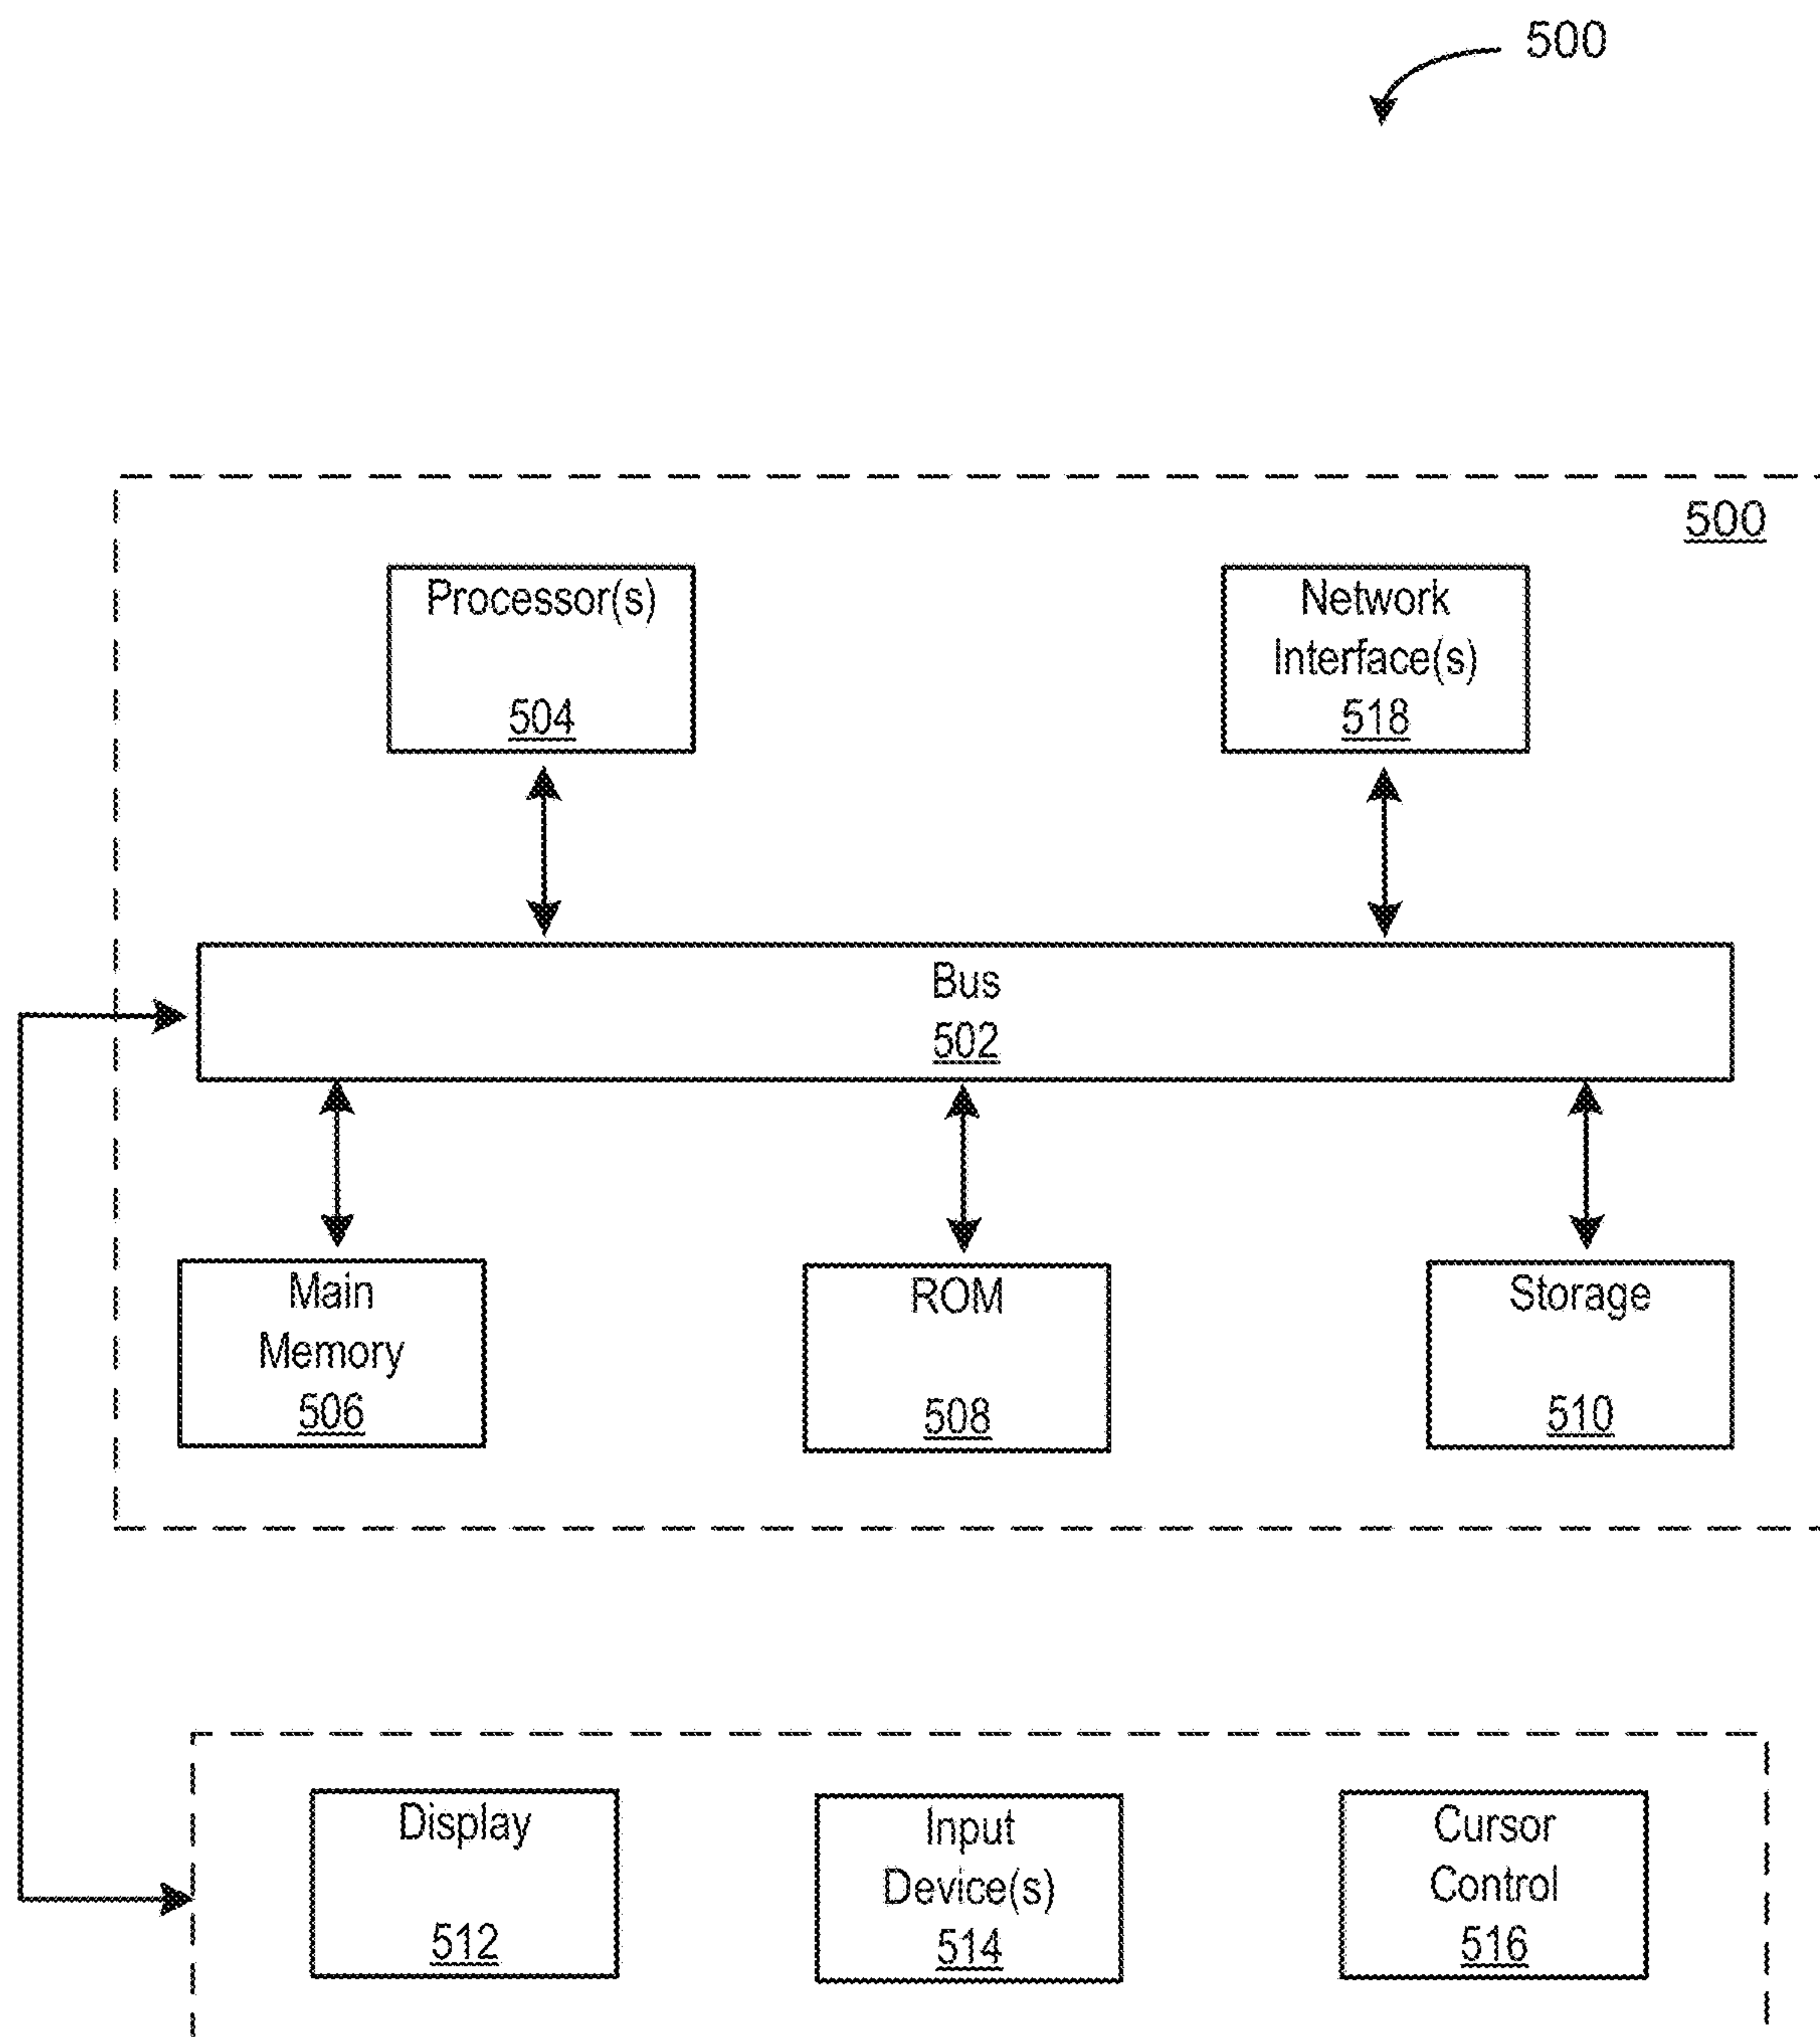 500
500
Processor(s)
504
Network
Interface(s)
518
Bus
502
Main
Memory
506
ROM
508
Storage
510
Display
512
Input
Device(s)
514
Cursor
Control
516